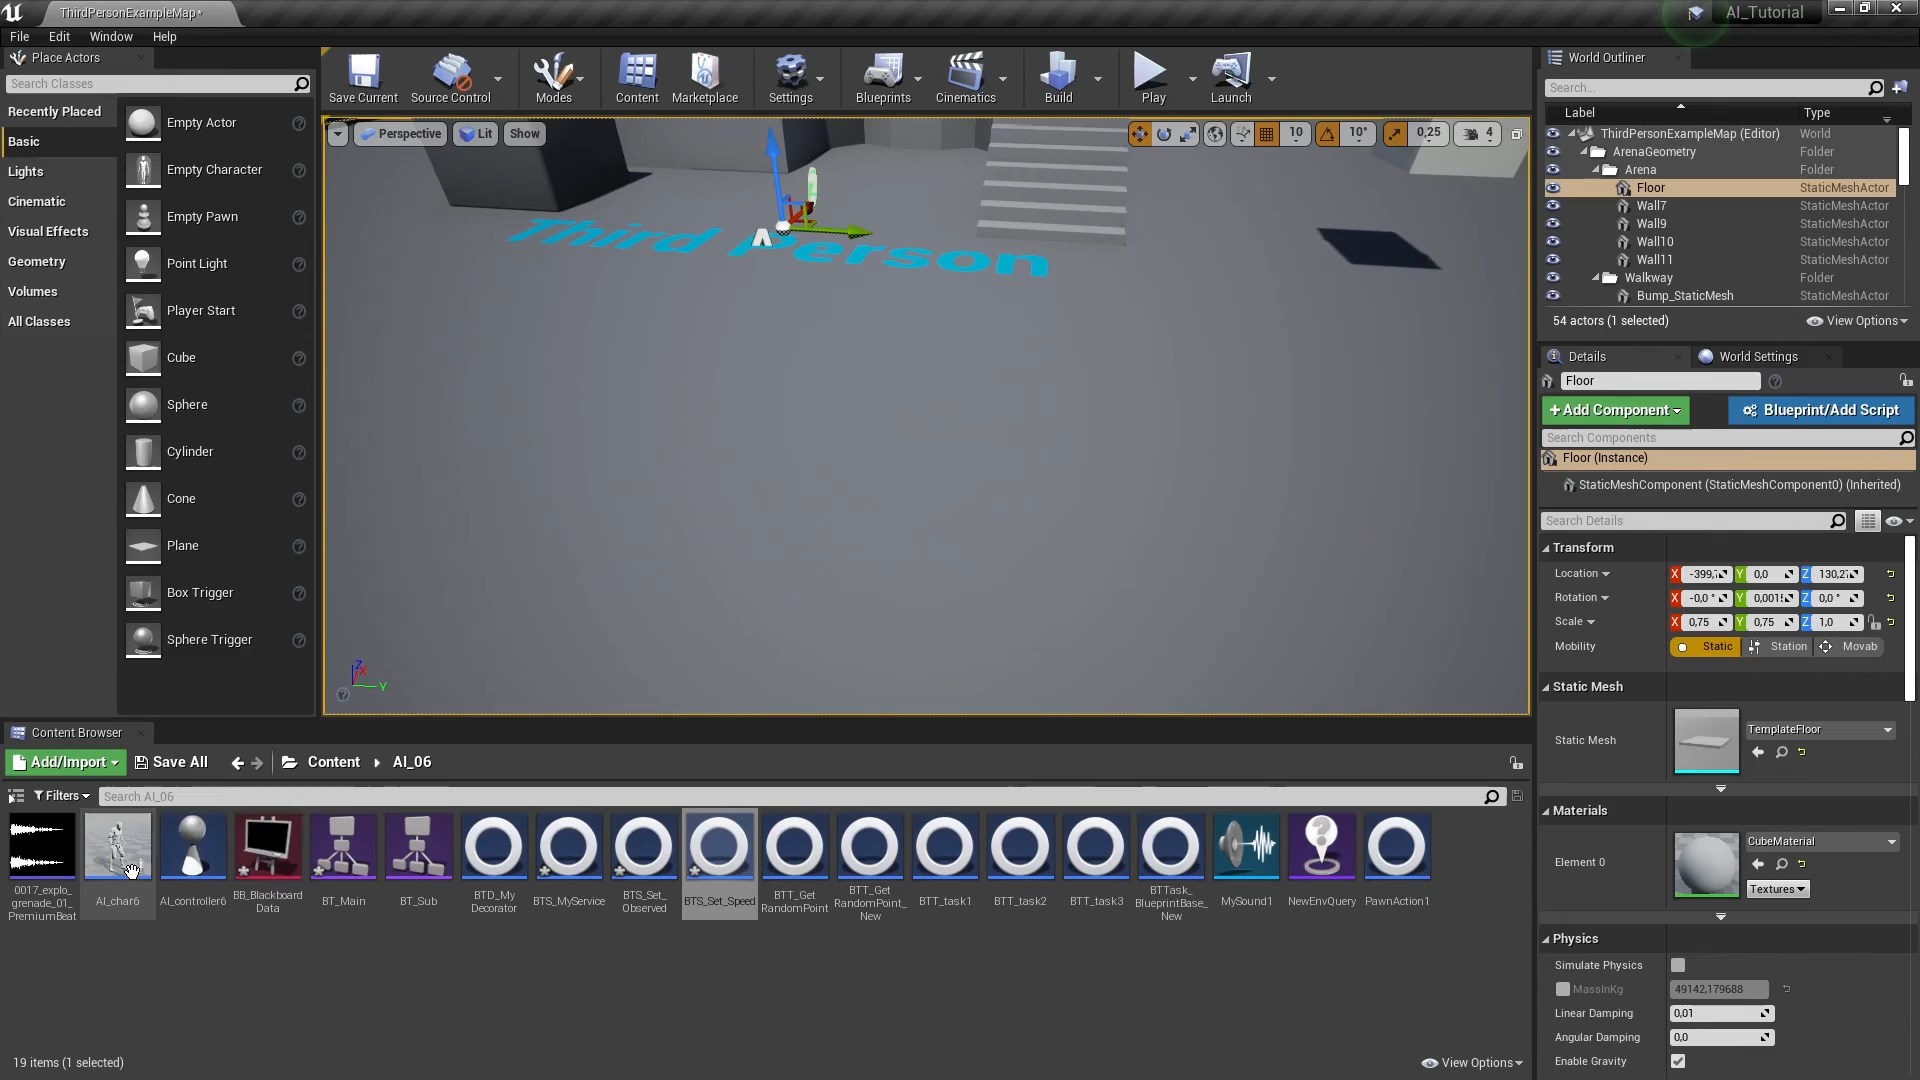 ThirdPersonExampleMap*
AI_Tutorial
File Edit Window Help
Place Actors
Search Classes
Recently Placed
Basic
Lights
Cinematic
Visual Effects
Geometry
Volumes
All Classes
Empty Actor
Empty Character
Empty Pawn
Point Light
Player Start
Cube
Sphere
Cylinder
Cone
Plane
Box Trigger
Sphere Trigger
Save Current
Source Control
Modes
Content
Marketplace
Settings
Blueprints
Cinematics
Build
Play
Launch
Perspective
Lit
Show
10
10°
0,25
4
Third Person
Z
X
Y
World Outliner
Search...
Label Type
ThirdPersonExampleMap (Editor) World
ArenaGeometry Folder
Arena Folder
Floor StaticMeshActor
Wall7 StaticMeshActor
Wall9 StaticMeshActor
Wall10 StaticMeshActor
Wall11 StaticMeshActor
Walkway Folder
Bump_StaticMesh StaticMeshActor
54 actors (1 selected)
View Options
Details
World Settings
Floor
+Add Component
Blueprint/Add Script
Search Components
Floor (Instance)
StaticMeshComponent (StaticMeshComponent0) (Inherited)
Search Details
Transform
Location X -399, Y 0,0 Z 130,2
Rotation X -0,0 ° Y 0,001 Z 0,0 °
Scale X 0,75 Y 0,75 Z 1,0
Mobility Static Station Movab
Static Mesh
Static Mesh
TemplateFloor
Materials
Element 0
CubeMaterial
Textures
Physics
Simulate Physics
MassInKg 49142,179688
Linear Damping 0,01
Angular Damping 0,0
Enable Gravity
Content Browser
Add/Import
Save All
Content
AI_06
Filters
Search AI_06
0017_explo_
grenade_01_
PremiumBeat
AI_char6
AI_controller6
BB_Blackboard
Data
BT_Main
BT_Sub
BTD_My
Decorator
BTS_MyService
BTS_Set_
Observed
BTS_Set_Speed
BTT_Get
RandomPoint
BTT_Get
RandomPoint_
New
BTT_task1
BTT_task2
BTT_task3
BTTask_
BlueprintBase_
New
MySound1
NewEnvQuery
PawnAction1
19 items (1 selected)
View Options